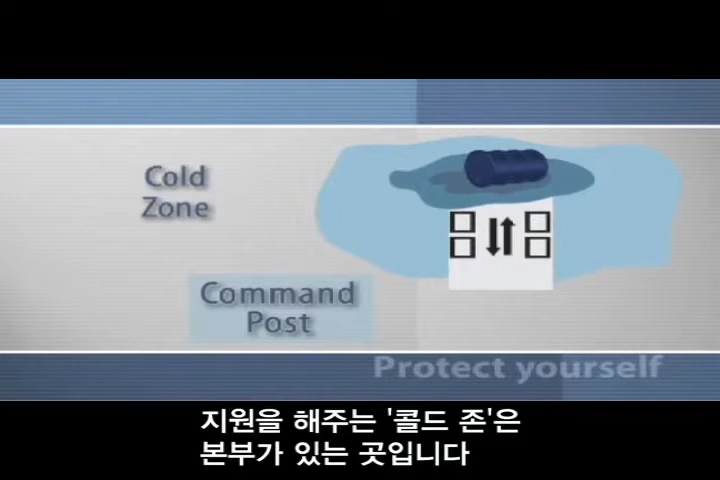 Cold
Zone
Command
Post
Protect yourself
지원을 해주는 '콜드 존'은
본부가 있는 곳입니다